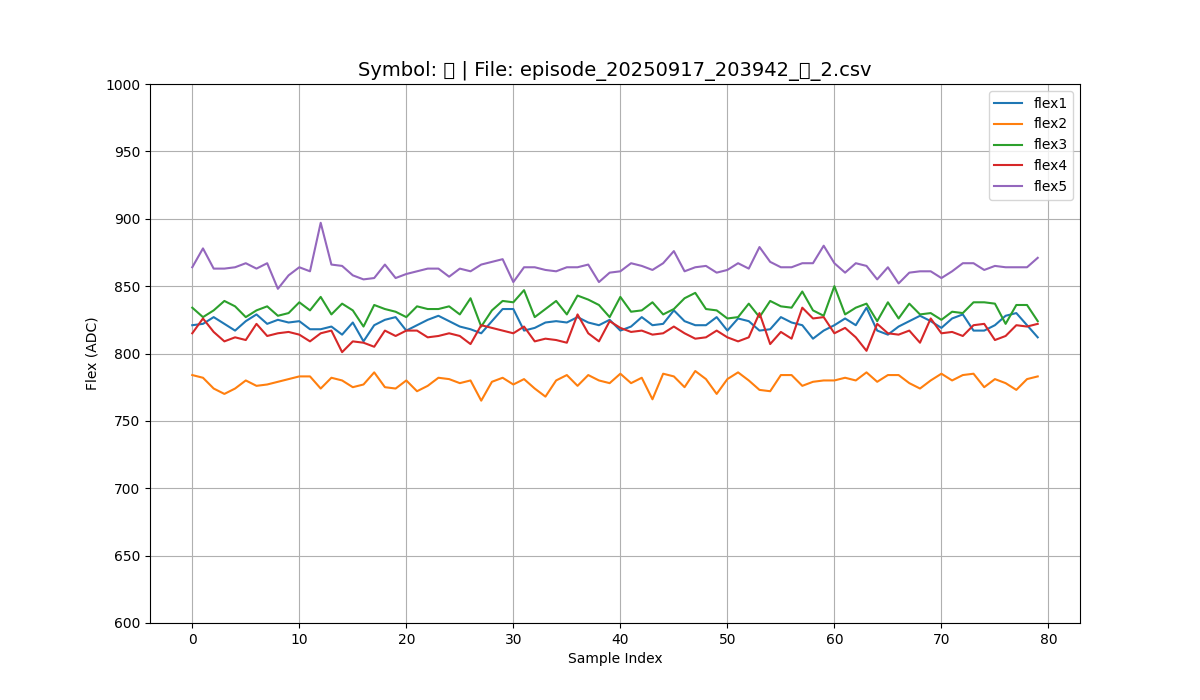 Symbol: | File: episode_20250917_203942_ _2.csv
1000
950
900
850
800
750
700
650
600
Flex (ADC)
0 10 20 30 40 50 60 70 80
Sample Index
flex1
flex2
flex3
flex4
flex5